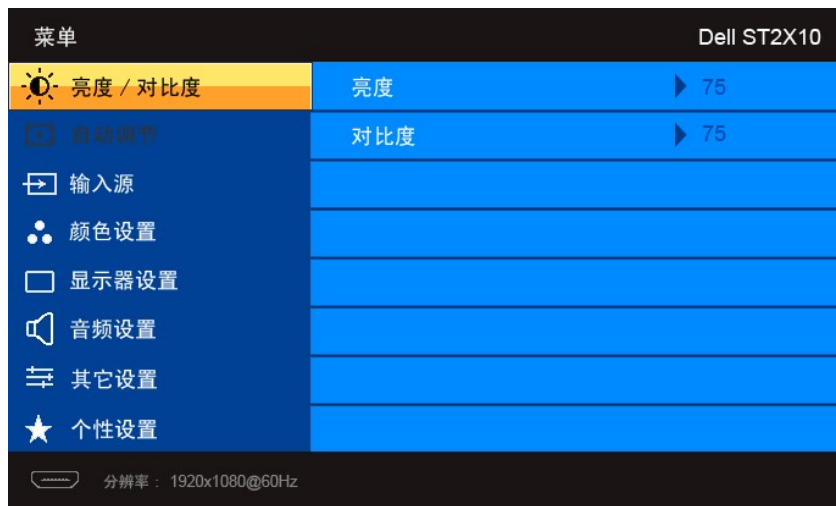 菜单 Dell ST2X10
亮度 / 对比度 亮度 75
自动调节 对比度 75
输入源
颜色设置
显示器设置
音频设置
其它设置
个性设置
分辨率： 1920x1080@60Hz